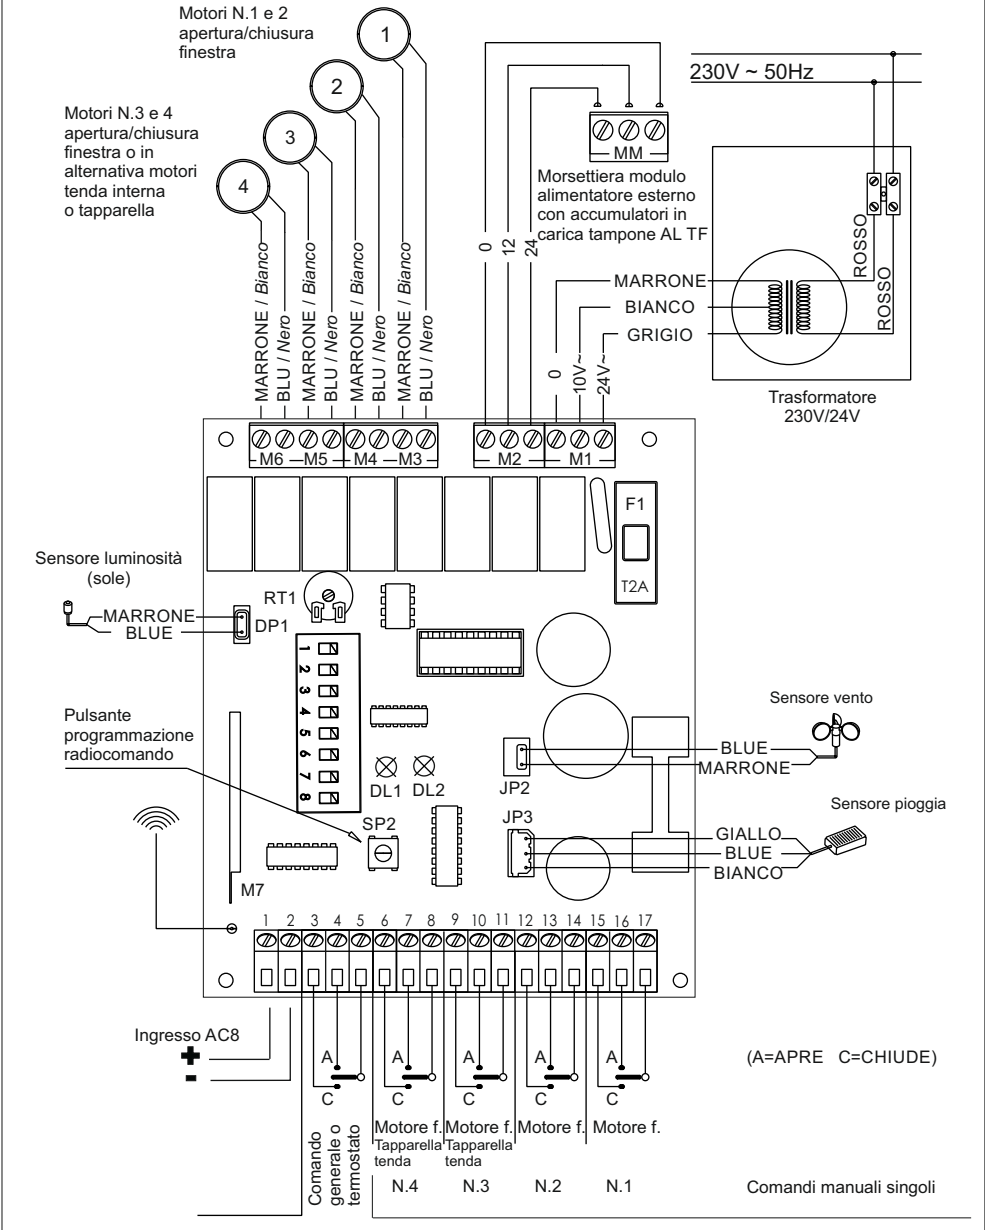 Motori N.1 e 2
apertura/chiusura
finestra
1
2
3
4
Motori N.3 e 4
apertura/chiusura
finestra o in
alternativa motori
tenda interna
o tapparella
230V ~ 50Hz
MM
Morsettiera modulo
alimentatore esterno
con accumulatori in
carica tampone AL TF
0
12
24
ROSSO
ROSSO
MARRONE
BIANCO
GRIGIO
0
10V~
24V~
Trasformatore
230V/24V
MARRONE / Bianco
BLU / Nero
MARRONE / Bianco
BLU / Nero
MARRONE / Bianco
BLU / Nero
MARRONE / Bianco
BLU / Nero
M6
M5
M4
M3
M2
M1
F1
T2A
Sensore luminosità
(sole)
MARRONE
BLUE
DP1
RT1
1
2
3
4
5
6
7
8
Pulsante
programmazione
radiocomando
DL1
DL2
SP2
M7
JP2
JP3
Sensore vento
BLUE
MARRONE
Sensore pioggia
GIALLO
BLUE
BIANCO
1 2 3 4 5 6 7 8 9 10 11 12 13 14 15 16 17
Ingresso AC8
+
-
A
C
A
C
A
C
A
C
A
C
(A=APRE C=CHIUDE)
Comando
generale o
termostato
Motore f.
Tapparella
tenda
N.4
Motore f.
Tapparella
tenda
N.3
Motore f.
N.2
Motore f.
N.1
Comandi manuali singoli